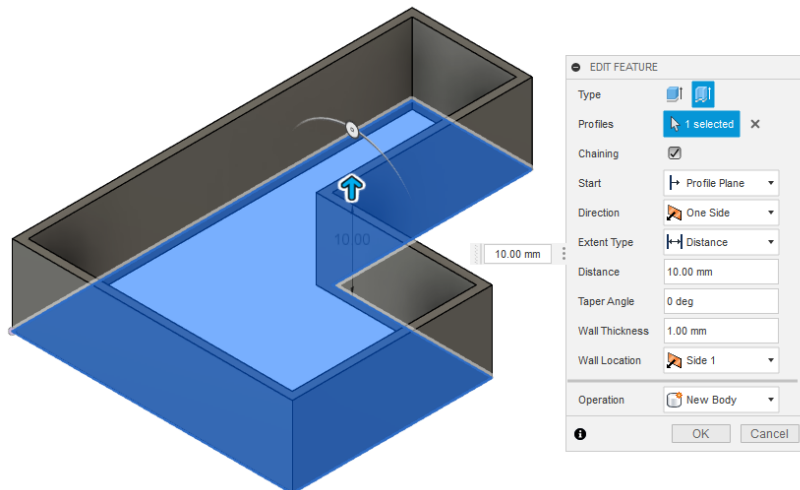 EDIT FEATURE
Type
Profiles 1 selected
Chaining
Start Profile Plane
Direction One Side
Extent Type Distance
Distance 10.00 mm
Taper Angle 0 deg
Wall Thickness 1.00 mm
Wall Location Side 1
Operation New Body
OK Cancel
10.00
10.00 mm